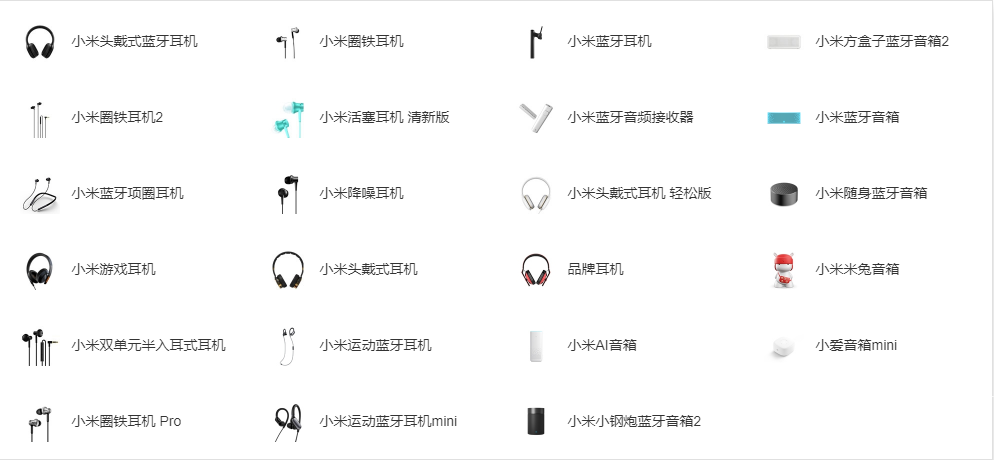 小米头戴式蓝牙耳机
小米圈铁耳机
小米蓝牙耳机
小米方盒子蓝牙音箱2
小米圈铁耳机2
小米活塞耳机 清新版
小米蓝牙音频接收器
小米蓝牙音箱
小米蓝牙项圈耳机
小米降噪耳机
小米头戴式耳机 轻松版
小米随身蓝牙音箱
小米游戏耳机
小米头戴式耳机
品牌耳机
小米米兔音箱
小米双单元半入耳式耳机
小米运动蓝牙耳机
小米AI音箱
小爱音箱mini
小米圈铁耳机 Pro
小米运动蓝牙耳机mini
小米小钢炮蓝牙音箱2